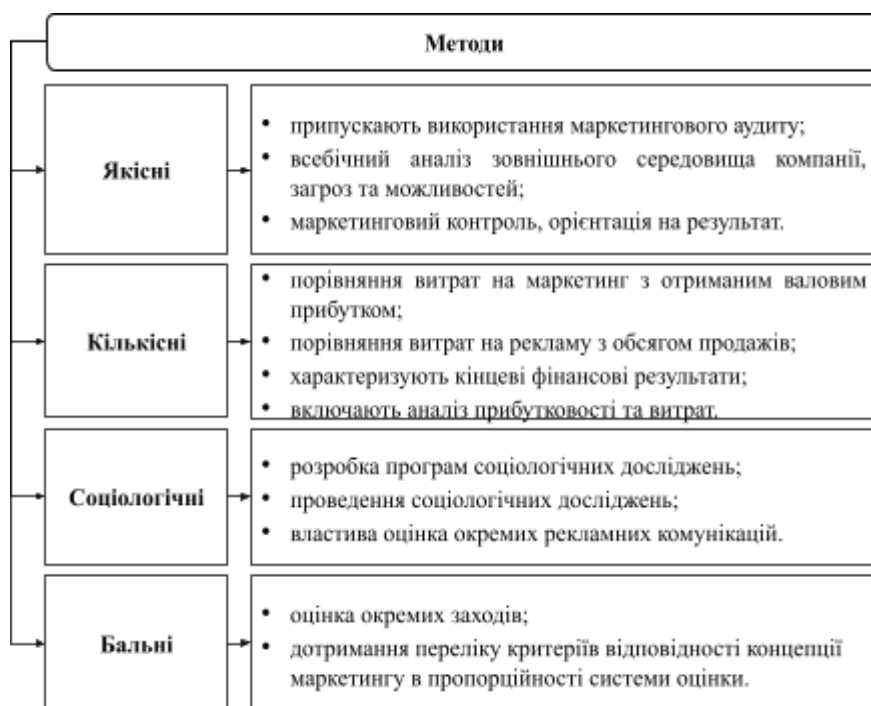 Методи
Якісні
• припускають використання маркетингового аудиту;
• всебічний аналіз зовнішнього середовища компанії,
загроз та можливостей;
• маркетинговий контроль, орієнтація на результат.
Кількісні
• порівняння витрат на маркетинг з отриманим валовим
прибутком;
• порівняння витрат на рекламу з обсягом продажів;
• характеризують кінцеві фінансові результати;
• включають аналіз прибутковості та витрат.
Соціологічні
• розробка програм соціологічних досліджень;
• проведення соціологічних досліджень;
• властива оцінка окремих рекламних комунікацій.
Бальні
• оцінка окремих заходів;
• дотримання переліку критеріїв відповідності концепції
маркетингу в пропорційності системи оцінки.